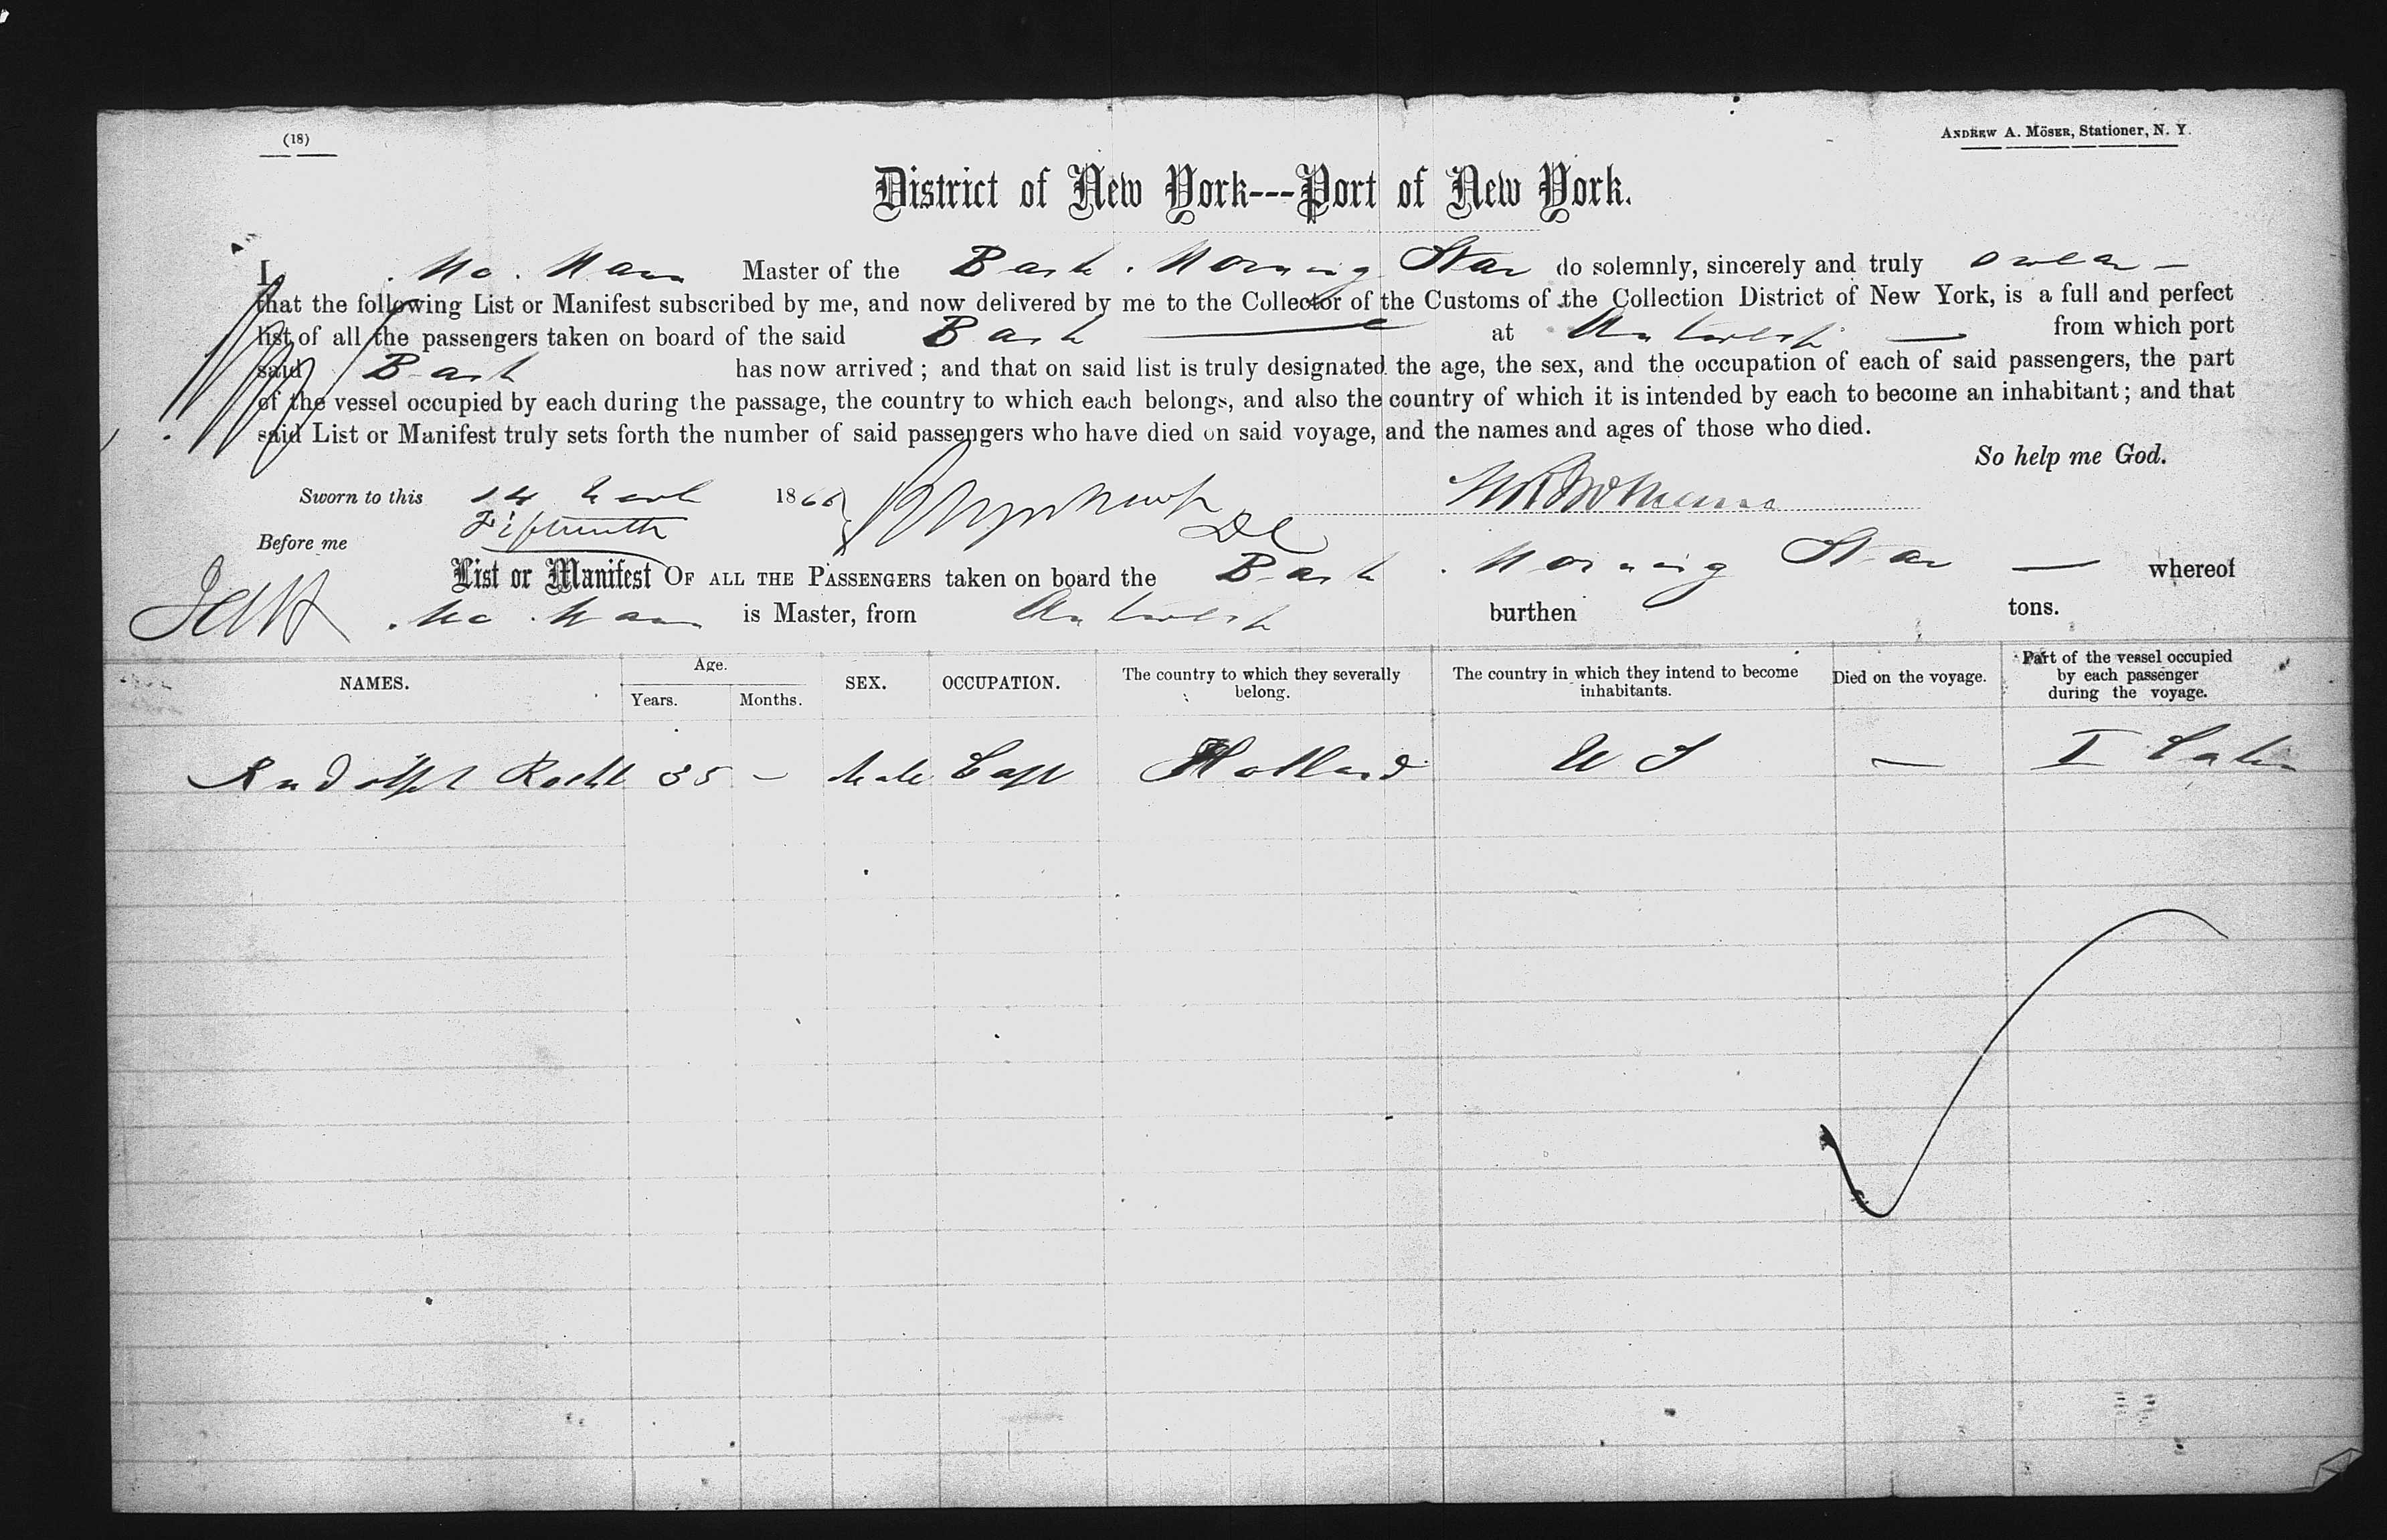 (18)
ANDREW A. MÖSER, Stationer, N. Y.
District of New York---Port of New York.
I, Mc. Mann Master of the Bark. Morning Star do solemnly, sincerely and truly swear —
that the following List or Manifest subscribed by me, and now delivered by me to the Collector of the Customs of the Collection District of New York, is a full and perfect
list of all the passengers taken on board of the said Bark — at Antwerp — from which port
said Bark has now arrived; and that on said list is truly designated the age, the sex, and the occupation of each of said passengers, the part
of the vessel occupied by each during the passage, the country to which each belongs, and also the country of which it is intended by each to become an inhabitant; and that
said List or Manifest truly sets forth the number of said passengers who have died on said voyage, and the names and ages of those who died.
So help me God.
Sworn to this 14 186
Fifteenth
Before me
List or Manifest OF ALL THE PASSENGERS taken on board the Bark. Morning Star — whereof
Mc. Mann is Master, from Antwerp burthen tons.
NAMES. Age. Years. Months. SEX. OCCUPATION. The country to which they severally belong. The country in which they intend to become inhabitants. Died on the voyage. Part of the vessel occupied by each passenger during the voyage.
Rudolph 35 — Male Capt Holland U S — I Cabin